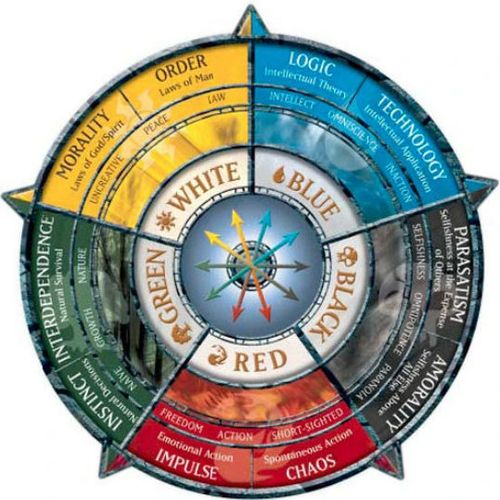 ORDER
Laws of Man
MORALITY
Laws of God/Spirit
UNCREATIVE
PEACE
LAW
WHITE
LOGIC
Intellectual Theory
TECHNOLOGY
Intellectual Application
INTELLECT
OMNISCIENCE
INACTION
BLUE
PARASATISM
Selfishness at the Expense
of Others
AMORALITY
Selfishness Above
All Else
SELFISHNESS
OMNIPOTENCE
PARANOIA
BLACK
RED
FREEDOM
ACTION
SHORT-SIGHTED
Emotional Action
IMPULSE
Spontaneous Action
CHAOS
GREEN
INTERDEPENDENCE
Natural Survival
INSTINCT
Natural Decisions
NATURE
GROWTH
NAIVE